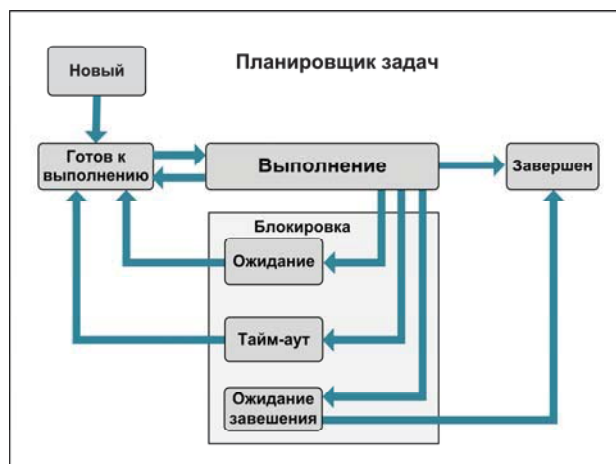 Новый
Планировщик задач
Готов к
выполнению
Выполнение
Завершен
Блокировка
Ожидание
Тайм-аут
Ожидание
завешения